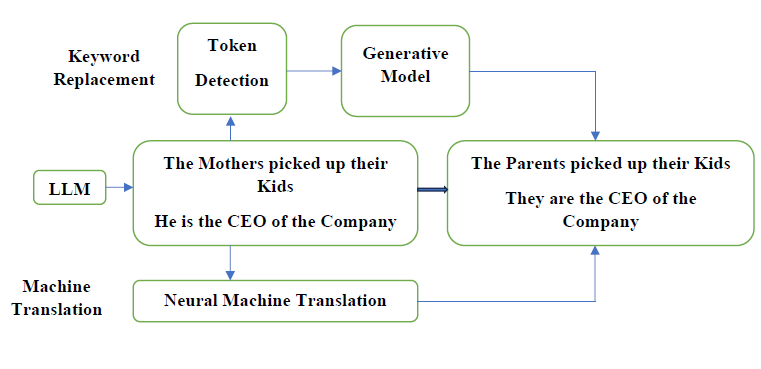 Keyword
Replacement
Token
Detection
Generative
Model
LLM
The Mothers picked up their
Kids
He is the CEO of the Company
The Parents picked up their Kids
They are the CEO of the
Company
Machine
Translation
Neural Machine Translation